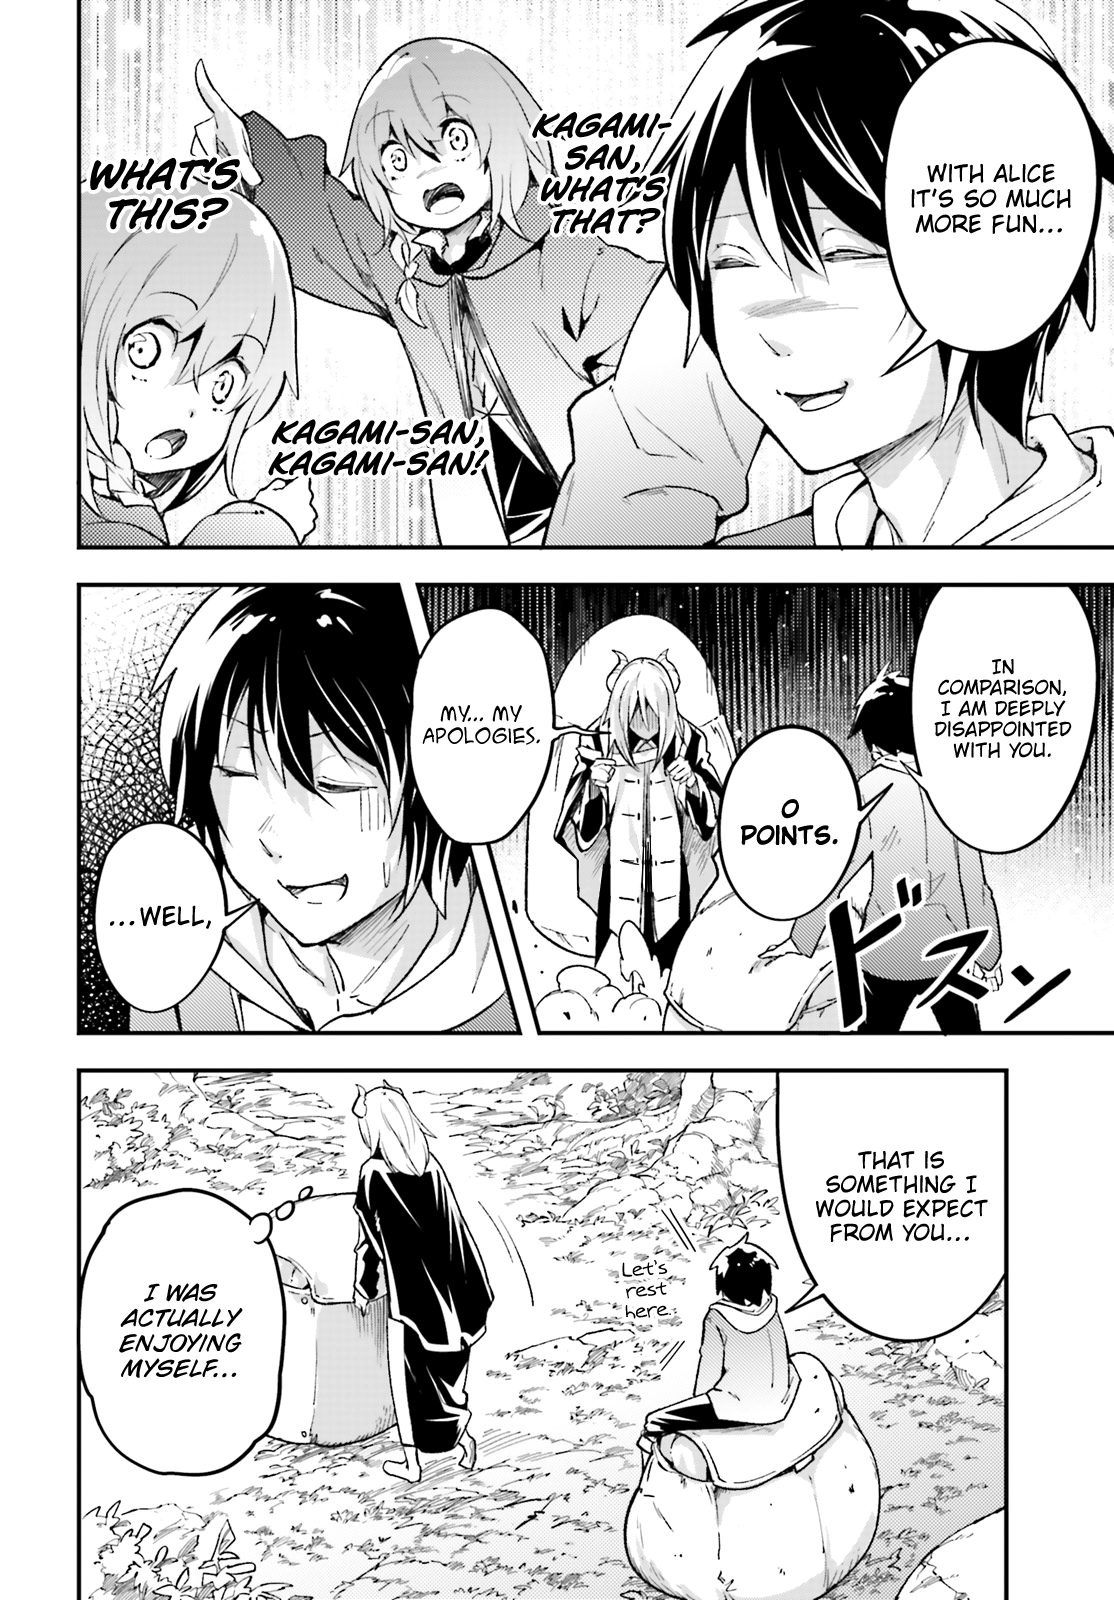 WITH ALICE
IT'S SO MUCH
MORE FUN...
KAGAMI-
SAN,
WHAT'S
THAT?
WHAT'S
THIS?
KAGAMI-SAN,
KAGAMI-SAN!
IN
COMPARISON,
I AM DEEPLY
DISAPPOINTED
WITH YOU.
0
POINTS.
ドスン
MY... MY
APOLOGIES.
...WELL,
THAT IS
SOMETHING I
WOULD EXPECT
FROM YOU...
Let's
rest
here.
I WAS
ACTUALLY
ENJOYING
MYSELF...